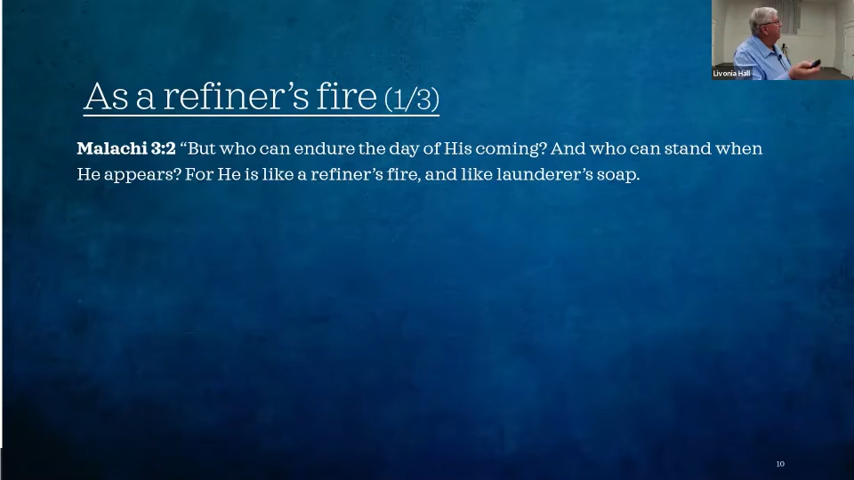 As a refiner’s fire (1/3)
Malachi 3:2 “But who can endure the day of His coming? And who can stand when
He appears? For He is like a refiner’s fire, and like launderer’s soap.
Livonia Hall
10